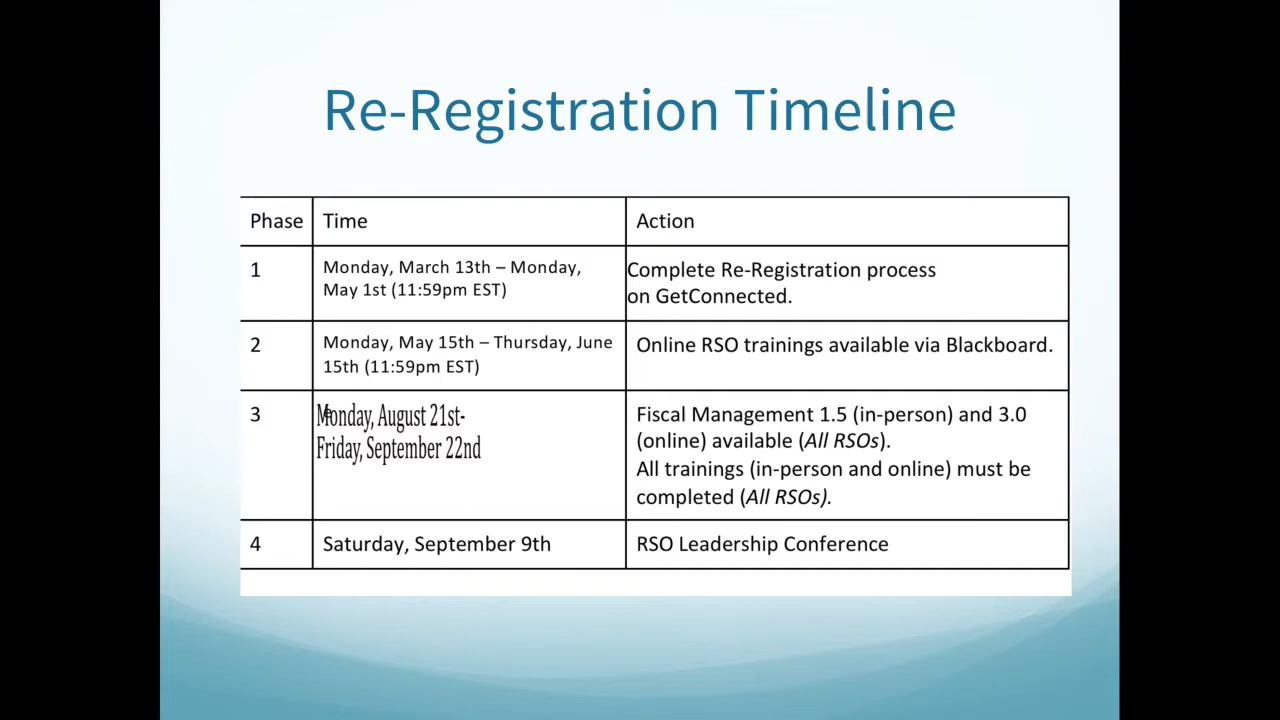 Re-Registration Timeline
Phase Time Action
1 Monday, March 13th – Monday, May 1st (11:59pm EST) Complete Re-Registration process on GetConnected.
2 Monday, May 15th – Thursday, June 15th (11:59pm EST) Online RSO trainings available via Blackboard.
3 Monday, August 21st- Friday, September 22nd Fiscal Management 1.5 (in-person) and 3.0 (online) available (All RSOs). All trainings (in-person and online) must be completed (All RSOs).
4 Saturday, September 9th RSO Leadership Conference